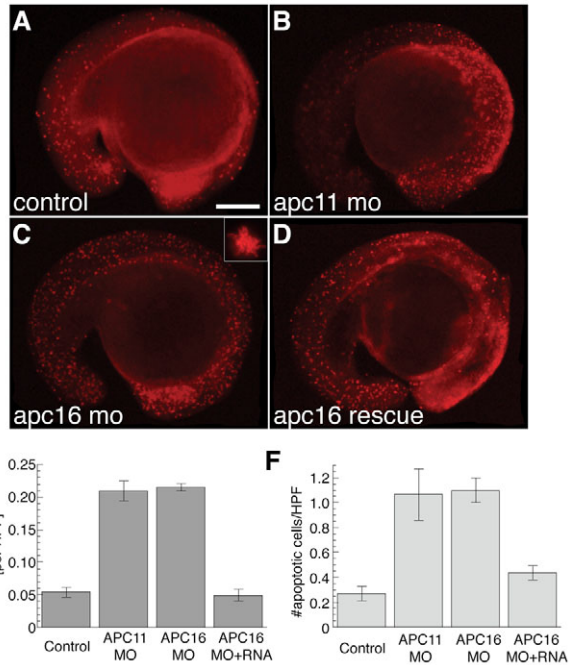 A
B
control
apc11 mo
C
D
apc16 mo
apc16 rescue
F
0.25
0.20
0.15
0.10
0.05
0
Control
APC11
MO
APC16
MO
APC16
MO+RNA
#apoptotic cells/HPF
1.2
1.0
0.8
0.6
0.4
0.2
0
Control
APC11
MO
APC16
MO
APC16
MO+RNA